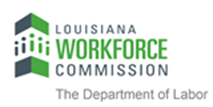 LOUISIANA
WORKFORCE
COMMISSION
The Department of Labor